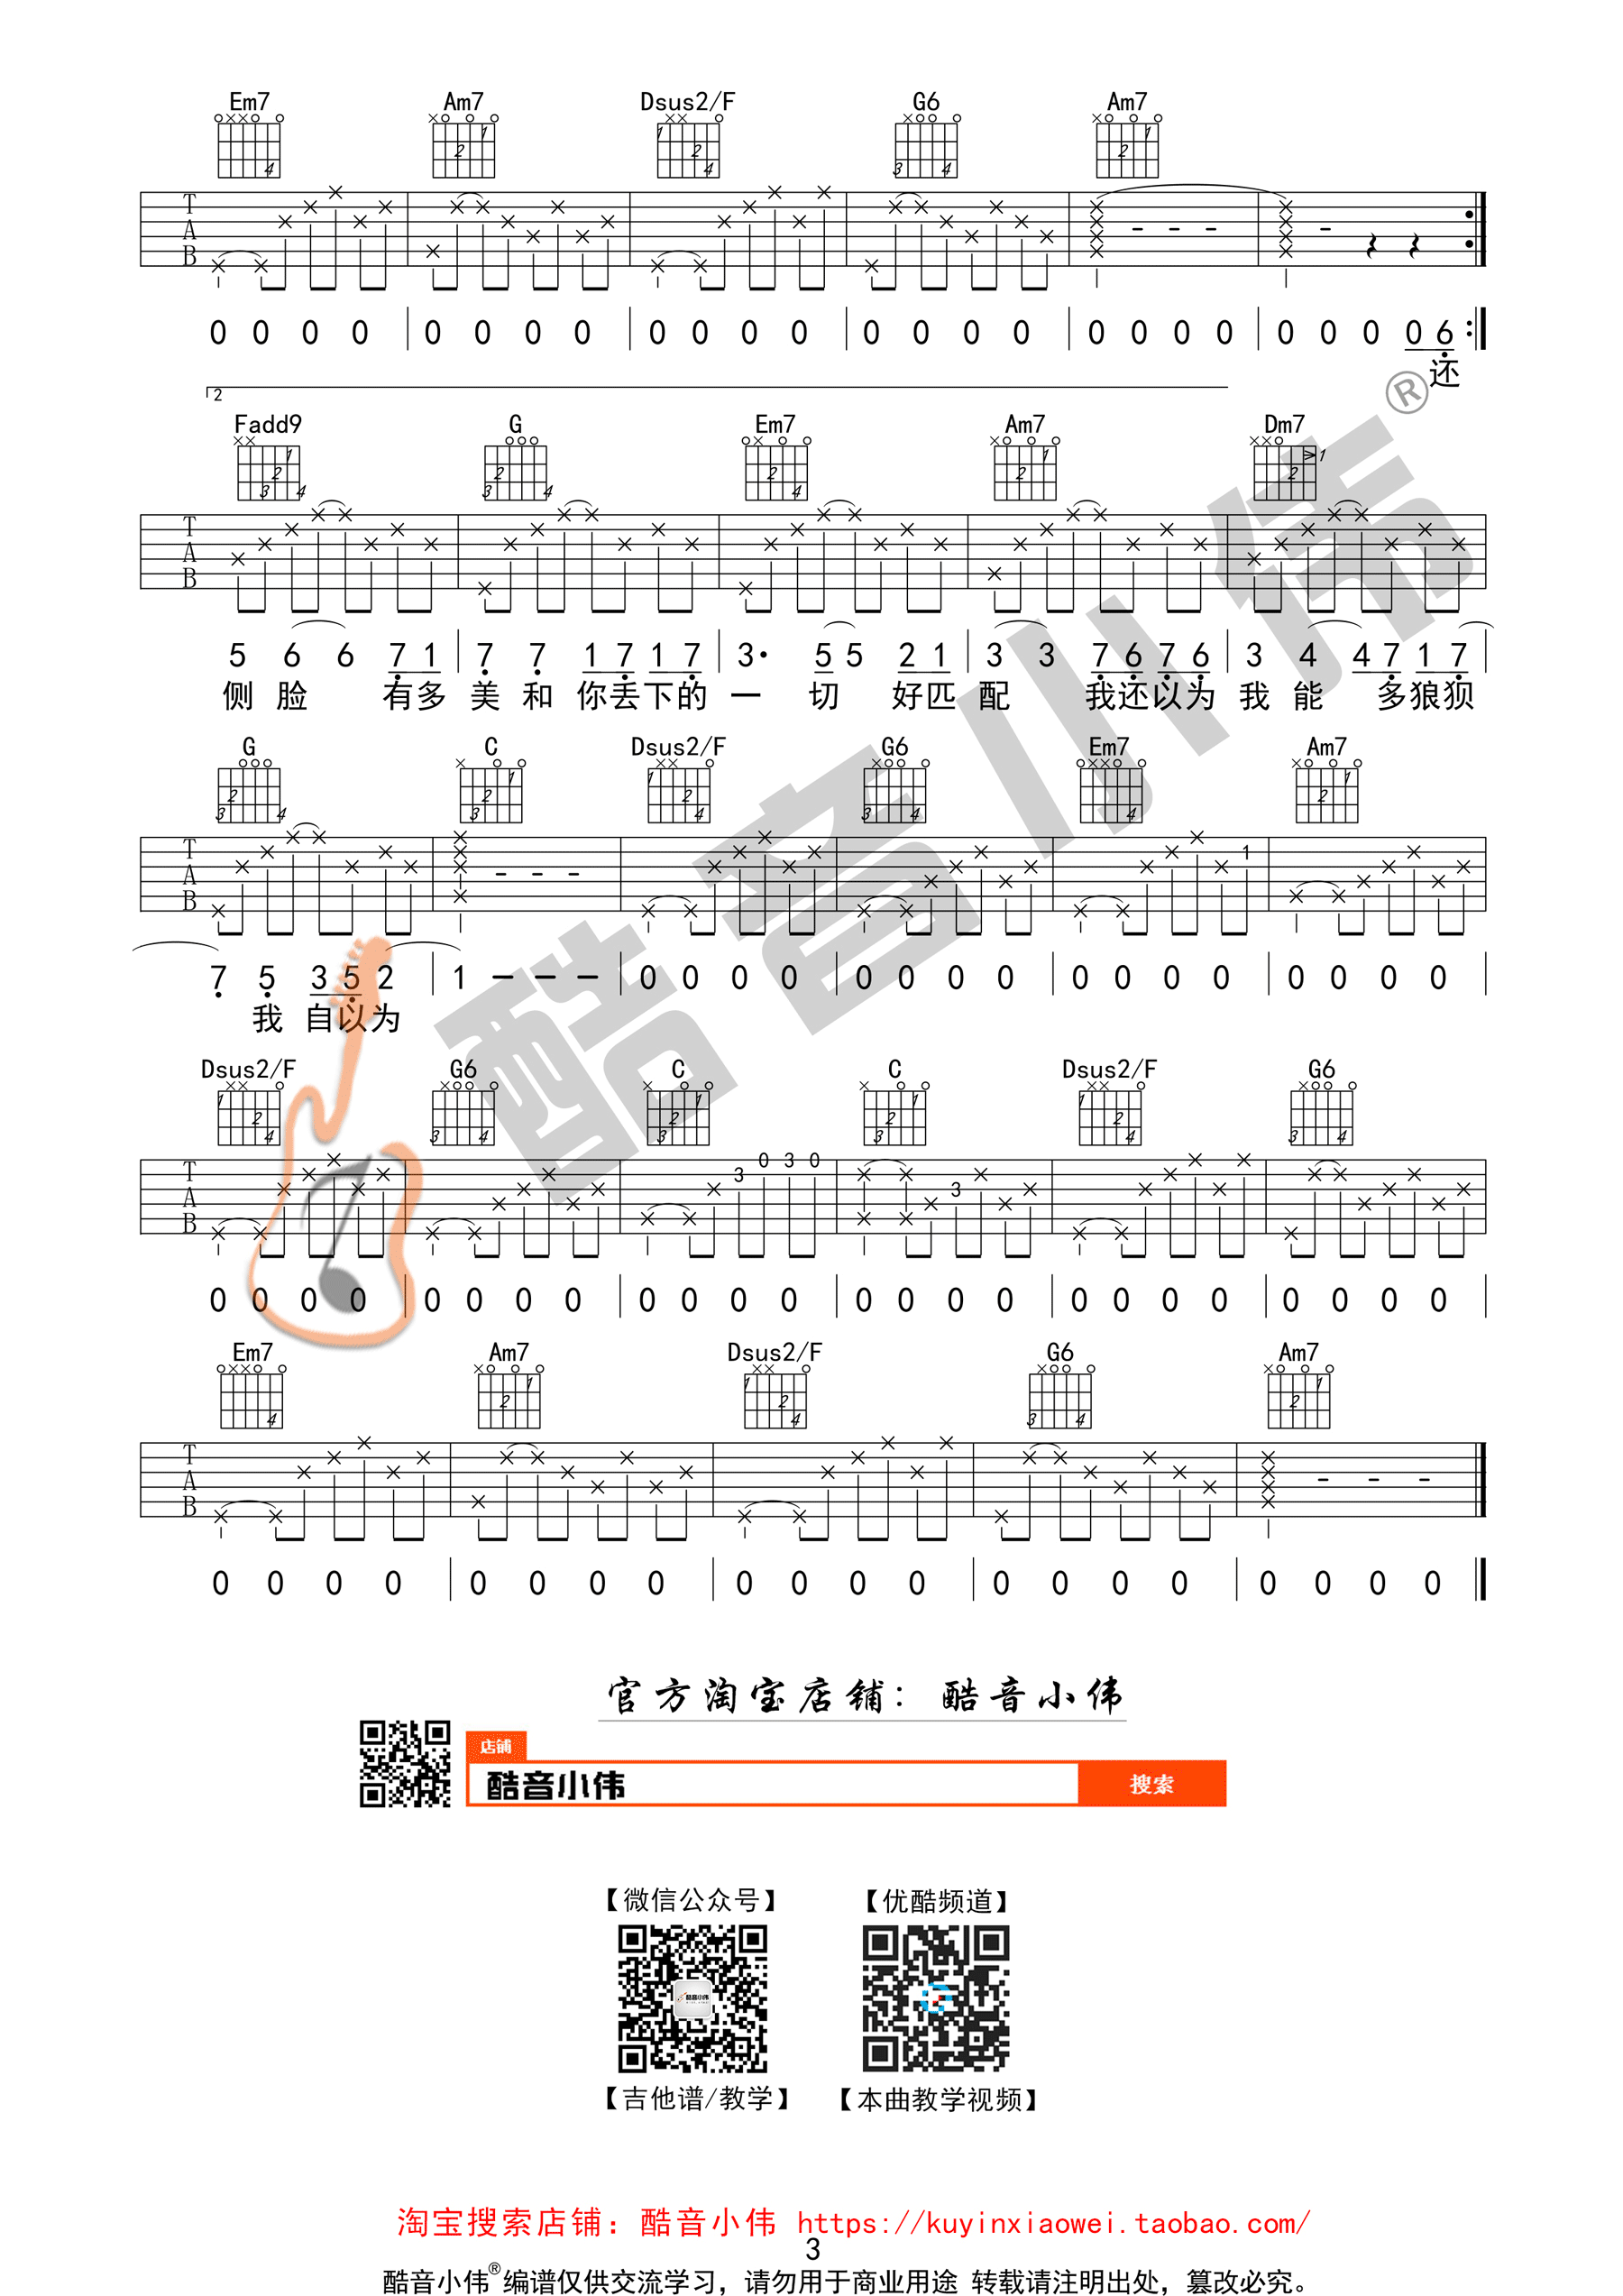 Em7 Am7 Dsus2/F G6 Am7
0 0 0 0 0 0 0 0 0 0 0 0 0 0 0 0 0 0 0 0 0 0 0 0 6
还
2
Fadd9 G Em7 Am7 Dm7
5 6 6 7 1 7 7 1 7 1 7 3· 5 5 2 1 3 3 7 6 7 6 3 4 4 7 1 7
侧 脸 有多 美 和 你丢下的 一 切 好匹 配 我还以为 我 能 多狼狈
G C Dsus2/F G6 Em7 Am7
1
7 5 3 5 2 1 - - - 0 0 0 0 0 0 0 0 0 0 0 0 0 0 0 0
我 自以为
Dsus2/F G6 C C Dsus2/F G6
3 0 3 0 3
0 0 0 0 0 0 0 0 0 0 0 0 0 0 0 0 0 0 0 0 0 0 0 0
Em7 Am7 Dsus2/F G6 Am7
0 0 0 0 0 0 0 0 0 0 0 0 0 0 0 0 0 0 0 0
酷音小伟®
官方淘宝店铺：酷音小伟
店铺
酷音小伟 搜索
【微信公众号】 【优酷频道】
酷音小伟
【吉他谱/教学】 【本曲教学视频】
淘宝搜索店铺：酷音小伟 https://kuyinxiaowei.taobao.com/
3
酷音小伟®编谱仅供交流学习，请勿用于商业用途 转载请注明出处，篡改必究。